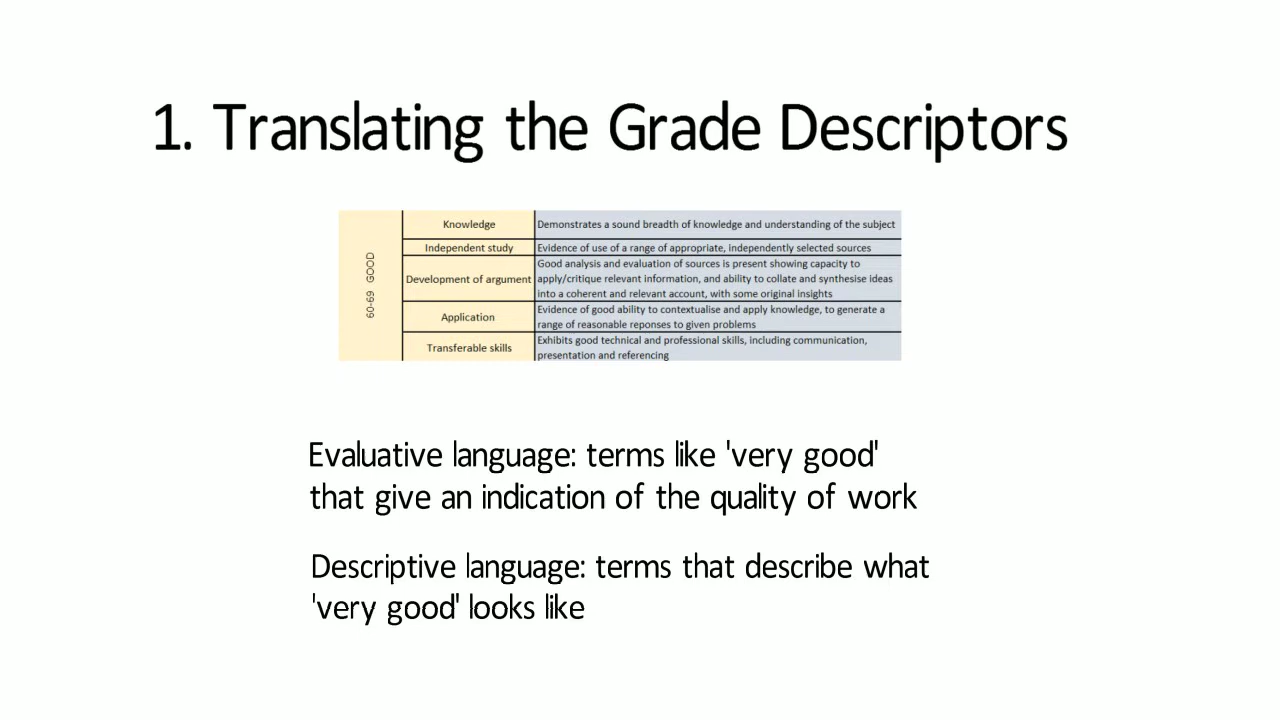 1. Translating the Grade Descriptors
60-69 GOOD
Knowledge
Demonstrates a sound breadth of knowledge and understanding of the subject
Independent study
Evidence of use of a range of appropriate, independently selected sources
Development of argument
Good analysis and evaluation of sources is present showing capacity to
apply/critique relevant information, and ability to collate and synthesise ideas
into a coherent and relevant account, with some original insights
Application
Evidence of good ability to contextualise and apply knowledge, to generate a
range of reasonable reponses to given problems
Transferable skills
Exhibits good technical and professional skills, including communication,
presentation and referencing
Evaluative language: terms like 'very good'
that give an indication of the quality of work
Descriptive language: terms that describe what
'very good' looks like